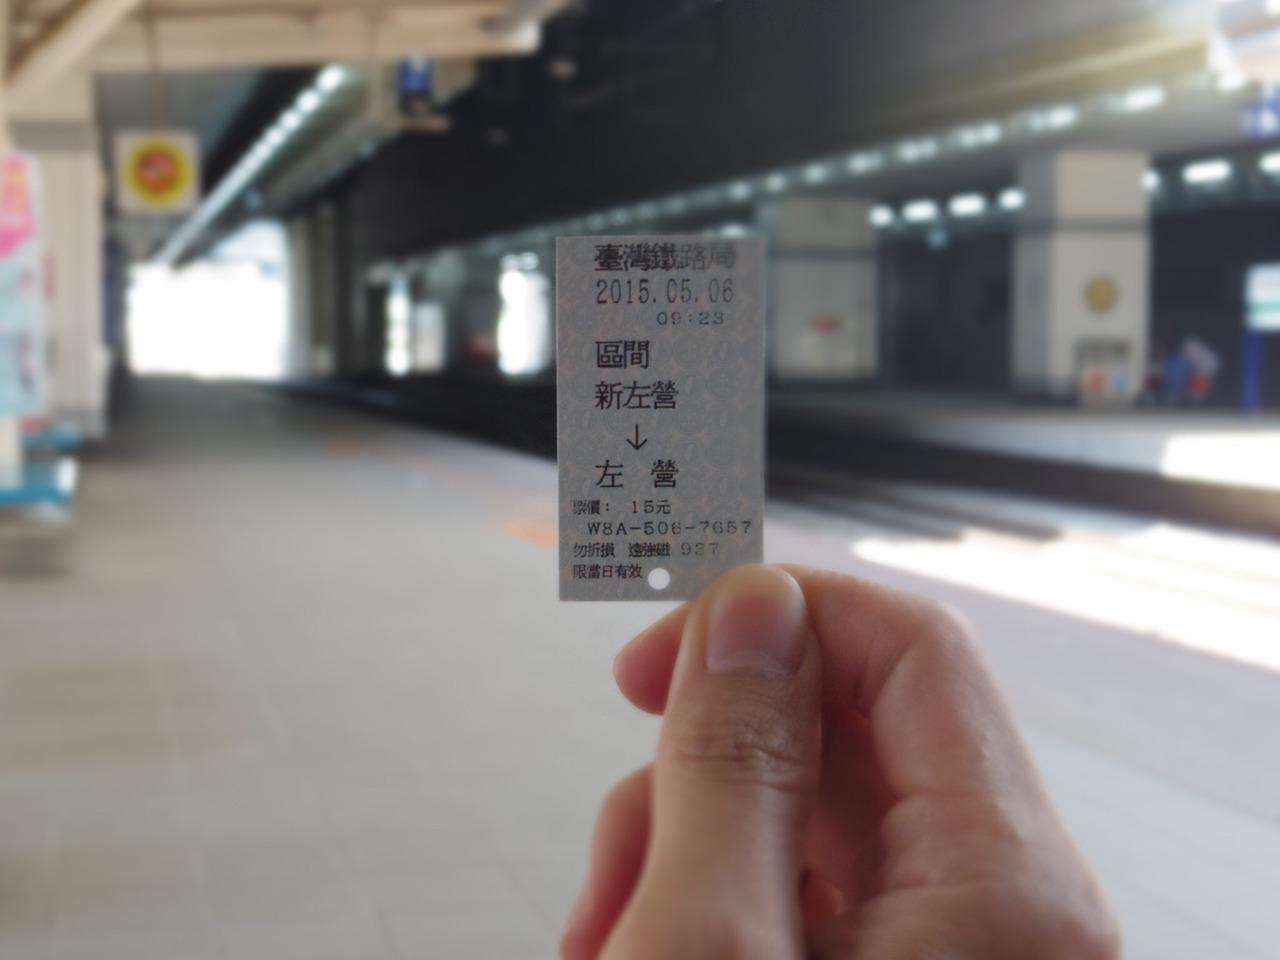 臺灣鐵路局
2015.05.06
09:23
區間
新左營
↓
左 營
票價： 15元
W8A-506-7657
勿折損 遠強磁 937
限當日有效